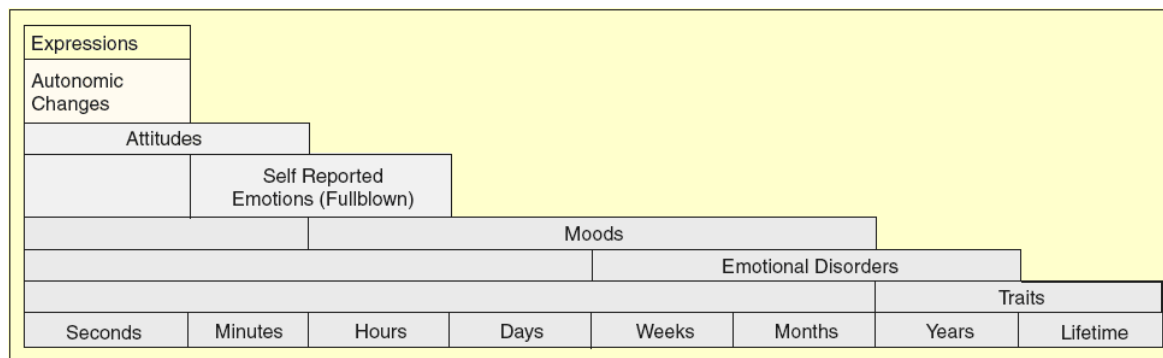 Expressions
Autonomic
Changes
Attitudes
Self Reported
Emotions (Fullblown)
Moods
Emotional Disorders
Traits
Seconds Minutes Hours Days Weeks Months Years Lifetime